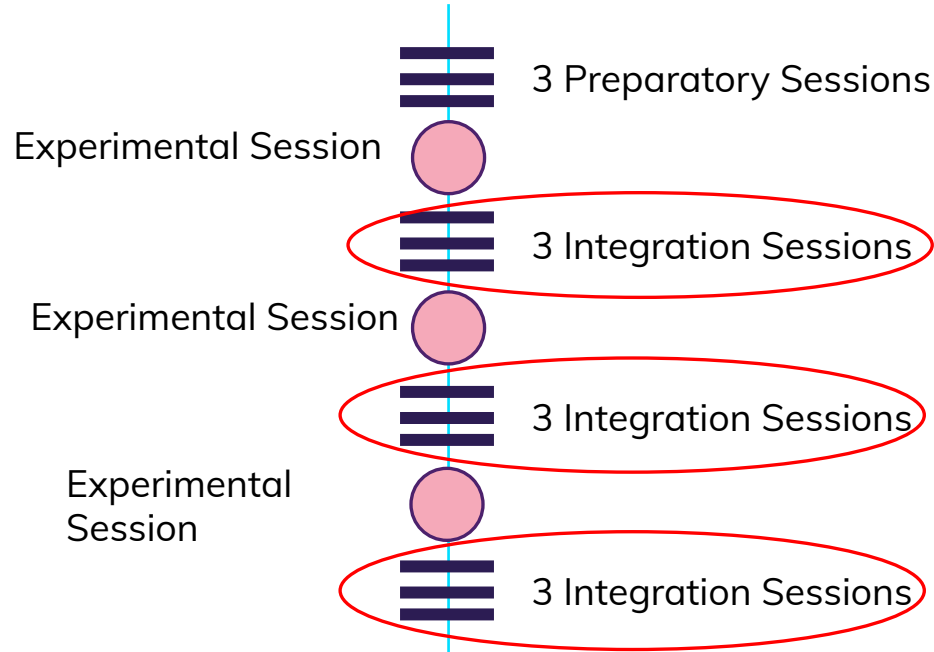 3 Preparatory Sessions
Experimental Session
3 Integration Sessions
Experimental Session
3 Integration Sessions
Experimental
Session
3 Integration Sessions